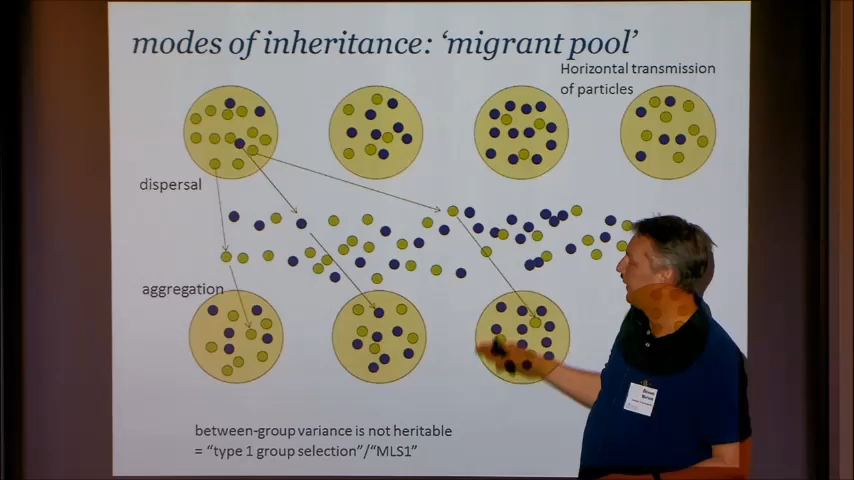 modes of inheritance: ‘migrant pool’
Horizontal transmission
of particles
dispersal
aggregation
between-group variance is not heritable
= “type 1 group selection”/“MLS1”